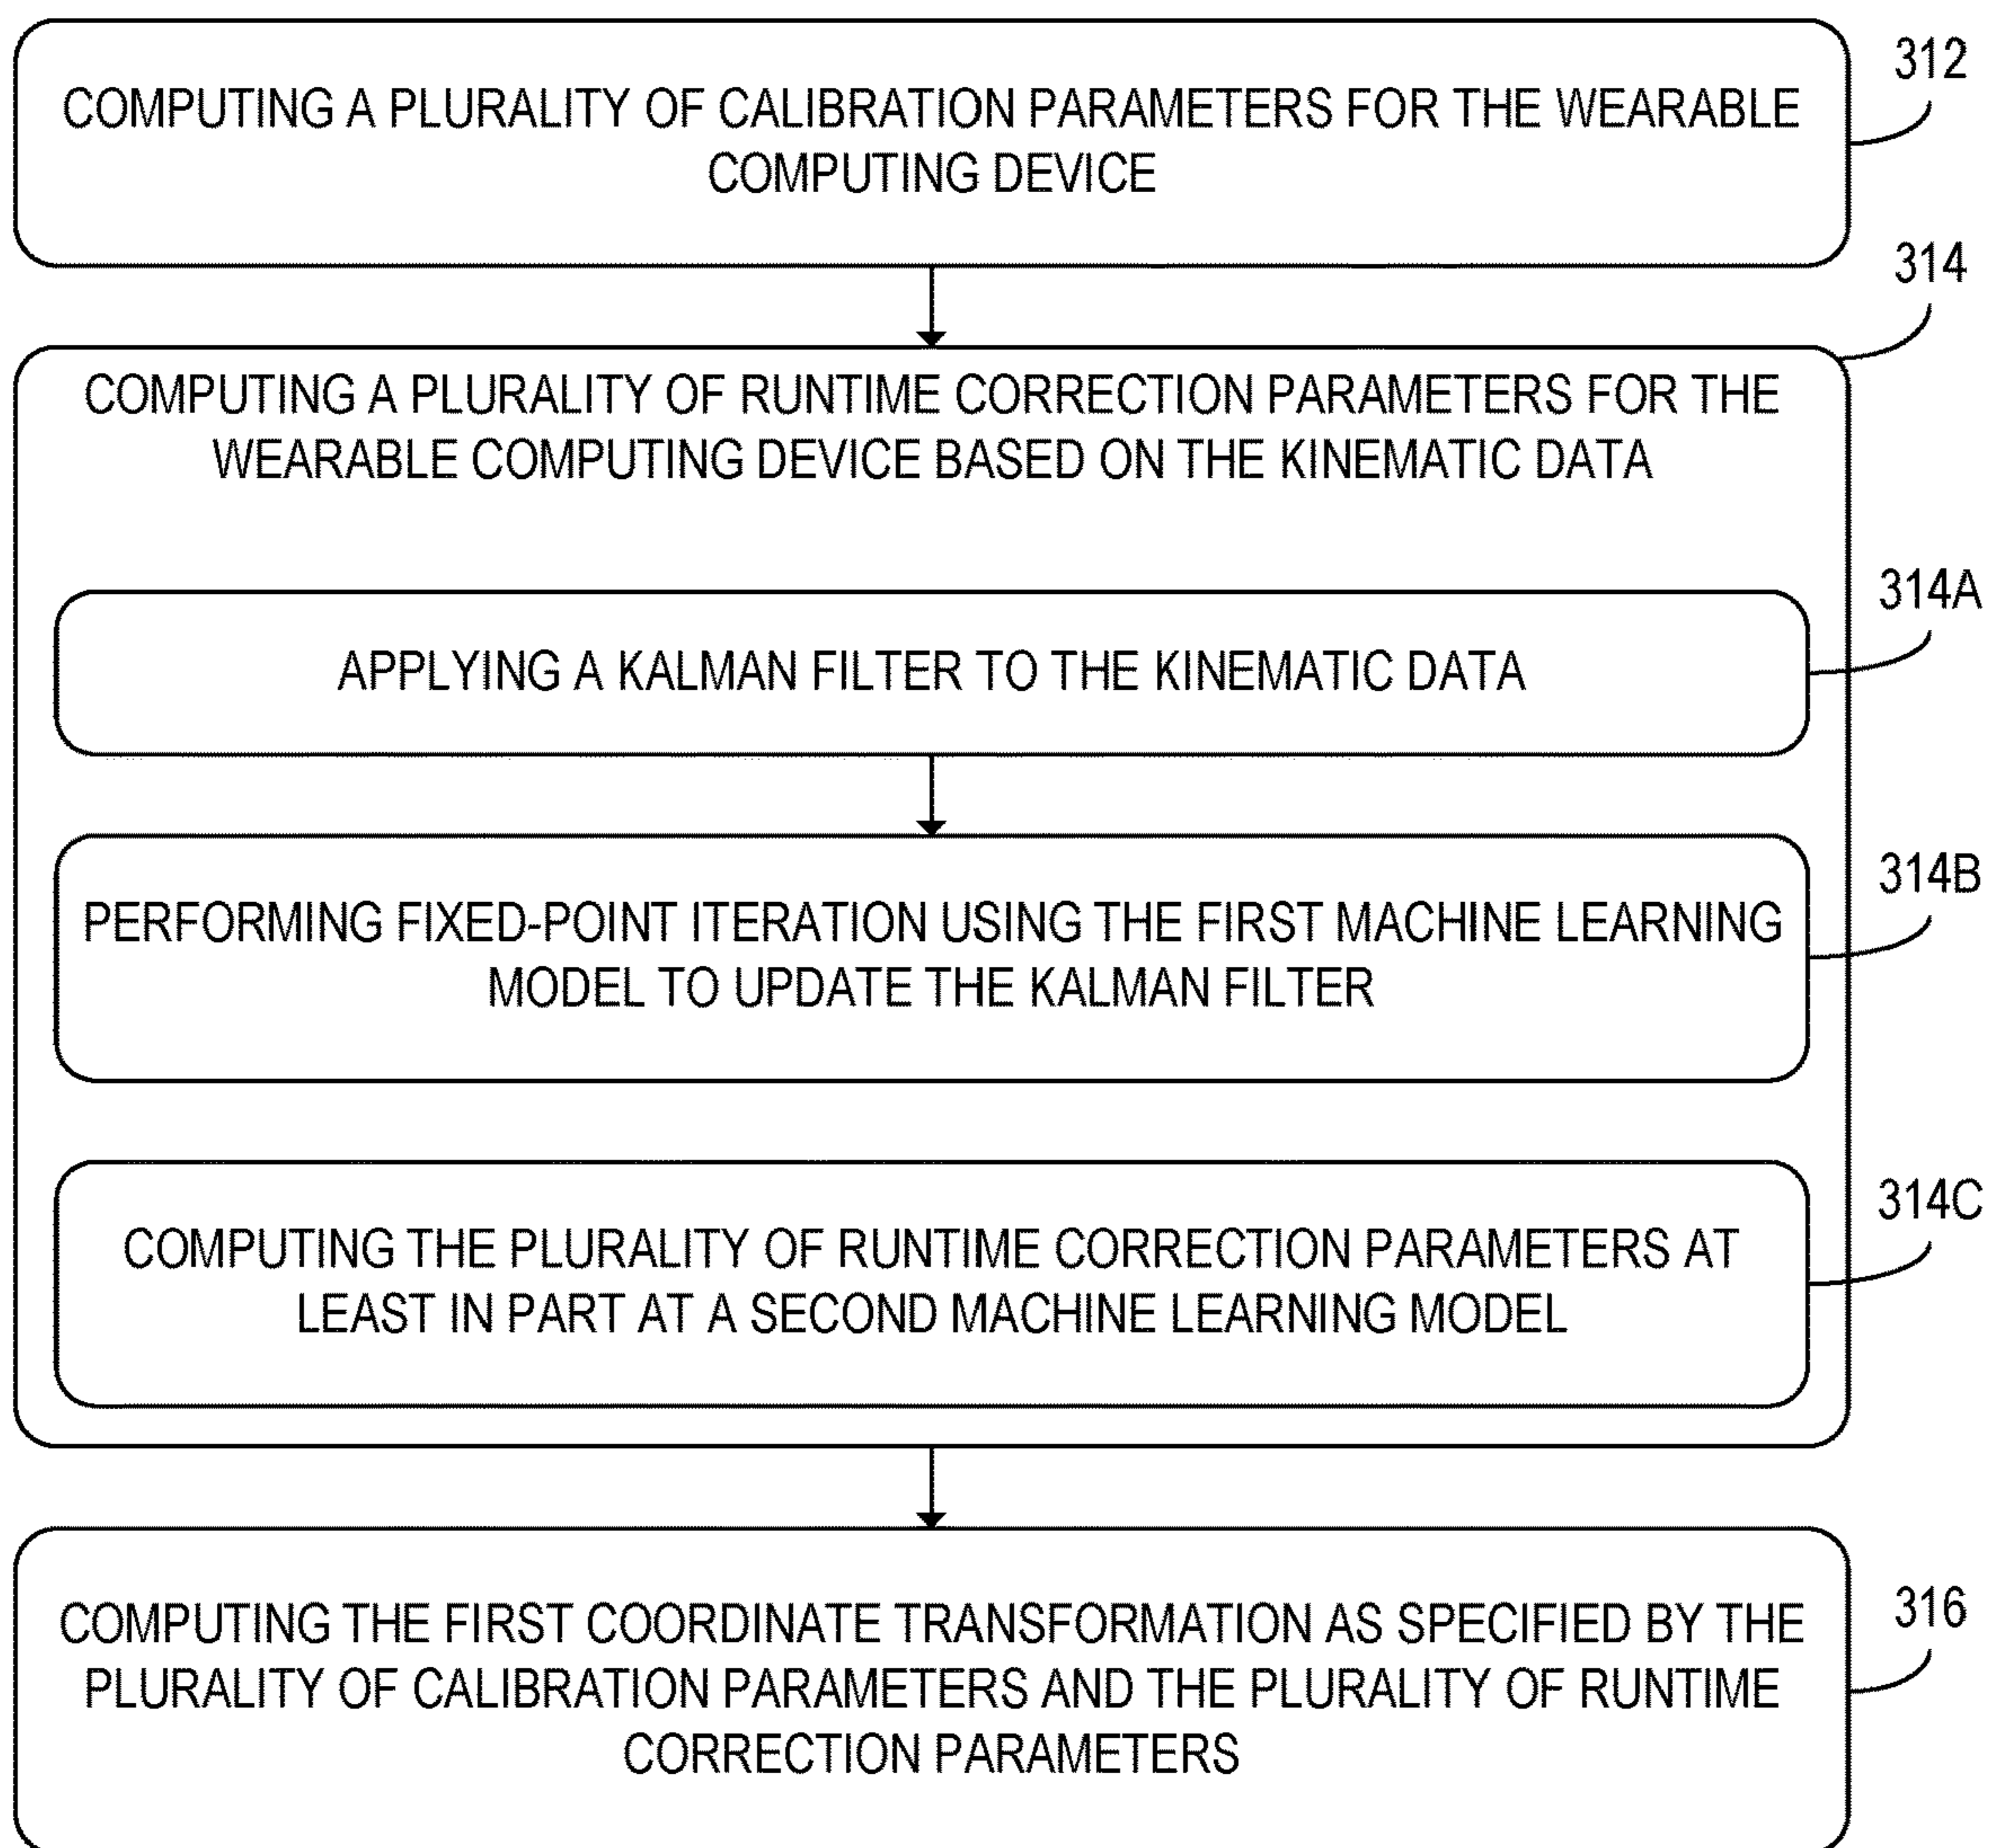 312
COMPUTING A PLURALITY OF CALIBRATION PARAMETERS FOR THE WEARABLE
COMPUTING DEVICE
314
COMPUTING A PLURALITY OF RUNTIME CORRECTION PARAMETERS FOR THE
WEARABLE COMPUTING DEVICE BASED ON THE KINEMATIC DATA
314A
APPLYING A KALMAN FILTER TO THE KINEMATIC DATA
314B
PERFORMING FIXED-POINT ITERATION USING THE FIRST MACHINE LEARNING
MODEL TO UPDATE THE KALMAN FILTER
314C
COMPUTING THE PLURALITY OF RUNTIME CORRECTION PARAMETERS AT
LEAST IN PART AT A SECOND MACHINE LEARNING MODEL
316
COMPUTING THE FIRST COORDINATE TRANSFORMATION AS SPECIFIED BY THE
PLURALITY OF CALIBRATION PARAMETERS AND THE PLURALITY OF RUNTIME
CORRECTION PARAMETERS